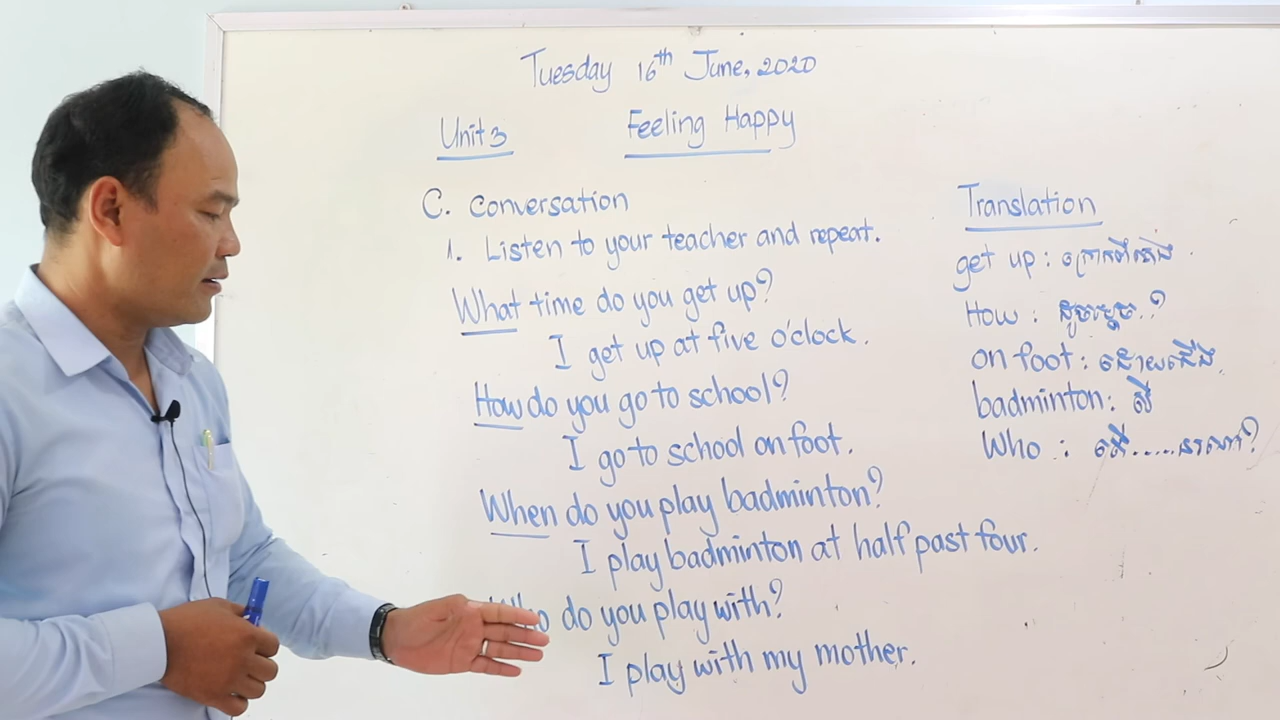 Tuesday 16th June, 2020
Unit 3 Feeling Happy
C. Conversation
1. Listen to your teacher and repeat.
What time do you get up?
I get up at five o'clock.
How do you go to school?
I go to school on foot.
When do you play badminton?
I play badminton at half past four.
Who do you play with?
I play with my mother.
Translation
get up : ក្រោកពីគេង
How : ដូចម្ដេច..?
on foot : ដោយជើង
badminton : សី
Who : តើ.....នរណា?